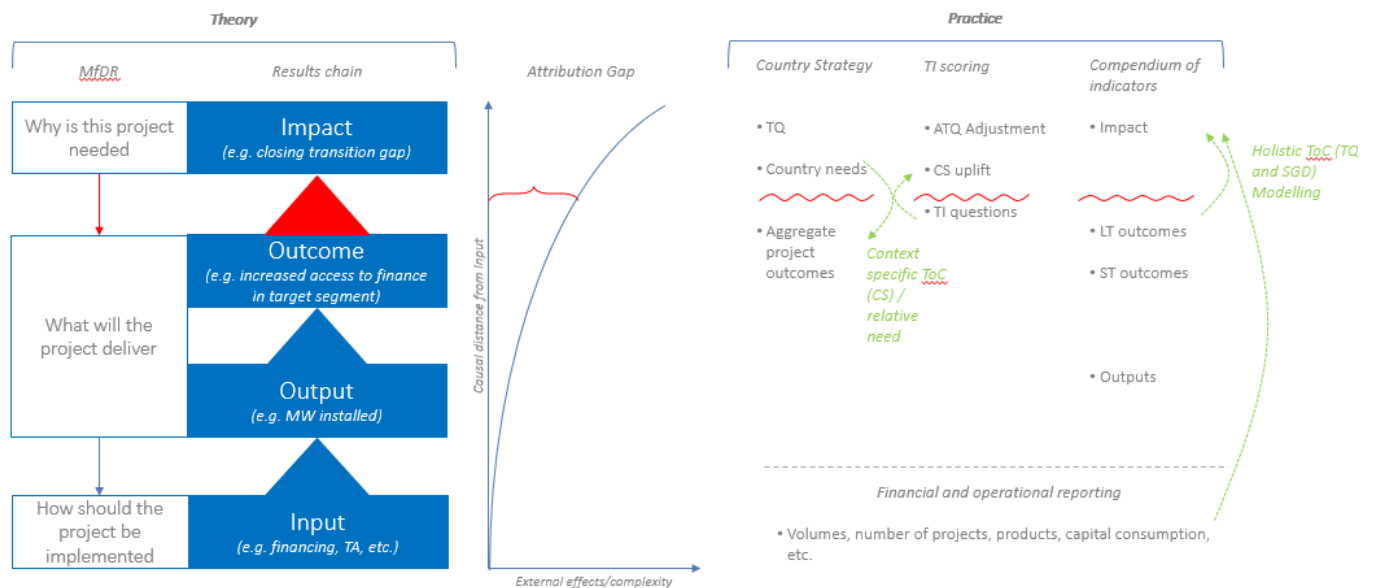 Theory
Practice
MfDR
Results chain
Attribution Gap
Country Strategy
TI scoring
Compendium of
indicators
Why is this project
needed
Impact
(e.g. closing transition gap)
What will the
project deliver
Outcome
(e.g. increased access to finance
in target segment)
Output
(e.g. MW installed)
How should the
project be
implemented
Input
(e.g. financing, TA, etc.)
Causal distance from Input
External effects/complexity
• TQ
• Country needs
• Aggregate
project
outcomes
• ATQ Adjustment
• CS uplift
• TI questions
Context
specific ToC
(CS) /
relative
need
• Impact
• LT outcomes
• ST outcomes
• Outputs
Holistic ToC (TQ
and SGD)
Modelling
Financial and operational reporting
• Volumes, number of projects, products, capital consumption,
etc.